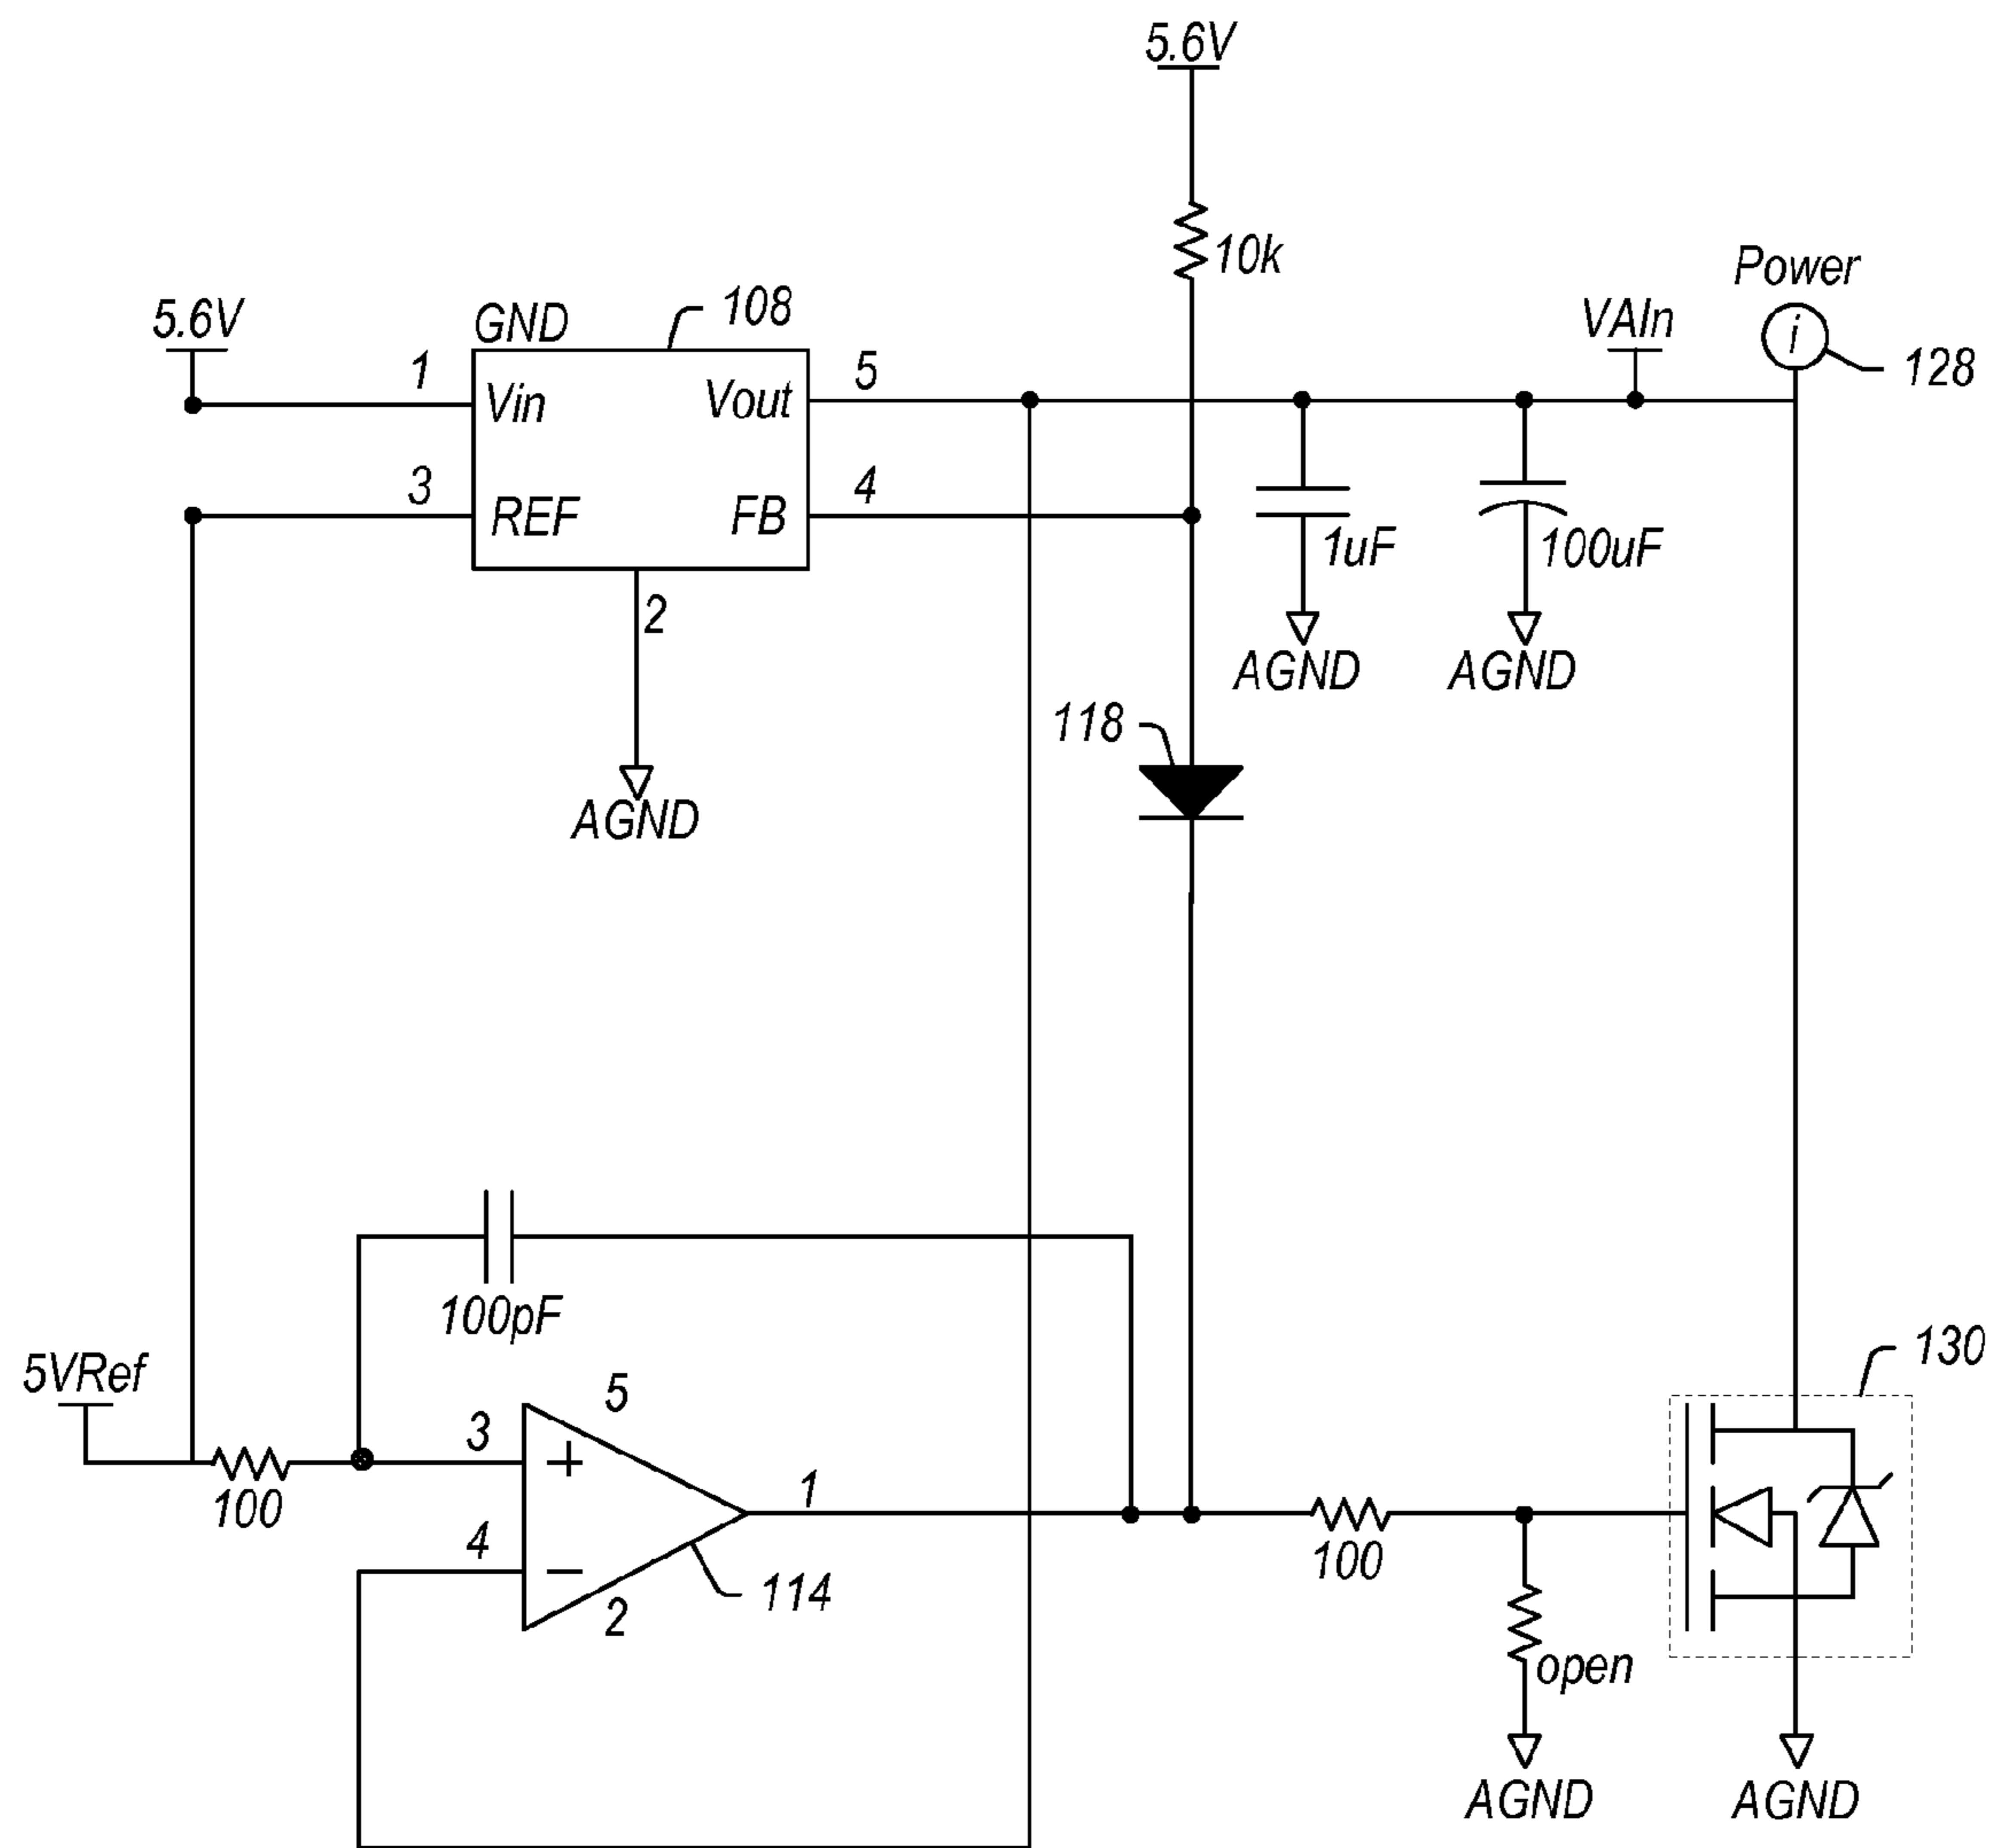 5.6V
10k
Power
i
128
VAIn
5.6V
GND
108
1
Vin
Vout
5
3
REF
FB
4
2
AGND
1uF
AGND
100uF
AGND
118
100pF
5VRef
100
3
5
+
4
–
2
1
114
100
open
AGND
130
AGND